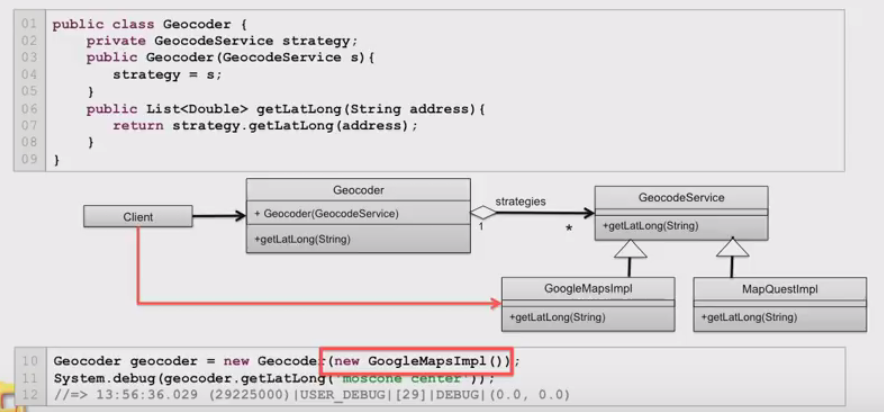 01 public class Geocoder {
02 private GeocodeService strategy;
03 public Geocoder(GeocodeService s){
04 strategy = s;
05 }
06 public List<Double> getLatLong(String address){
07 return strategy.getLatLong(address);
08 }
09 }
Client
Geocoder
+ Geocoder(GeocodeService)
+getLatLong(String)
strategies
1
*
GeocodeService
+getLatLong(String)
GoogleMapsImpl
+getLatLong(String)
MapQuestImpl
+getLatLong(String)
10 Geocoder geocoder = new Geocoder(new GoogleMapsImpl());
11 System.debug(geocoder.getLatLong('moscone center'));
12 //=> 13:56:36.029 (29225000)|USER_DEBUG|[29]|DEBUG|(0.0, 0.0)